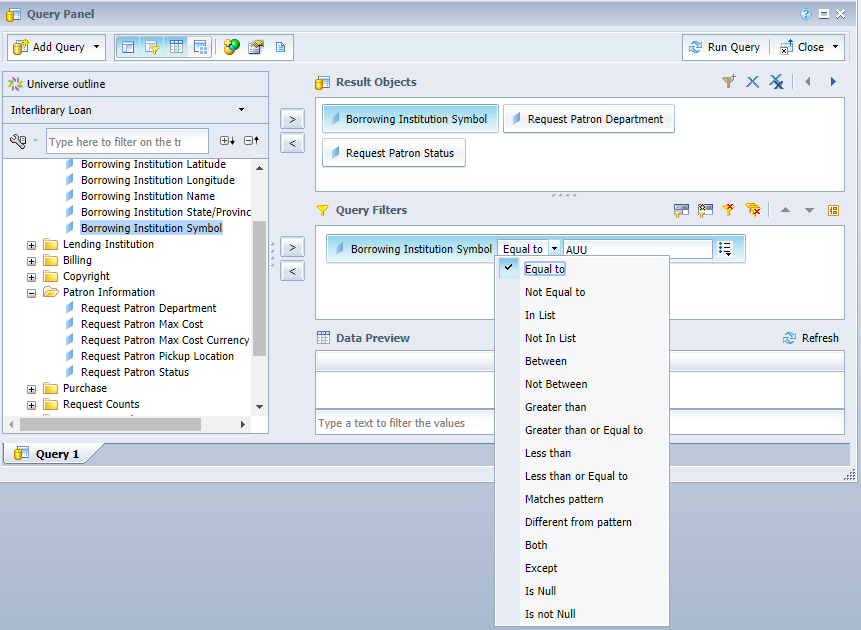 Query Panel
Add Query
Run Query
Close
Universe outline
Interlibrary Loan
Type here to filter on the tr
Borrowing Institution Latitude
Borrowing Institution Longitude
Borrowing Institution Name
Borrowing Institution State/Provinc
Borrowing Institution Symbol
Lending Institution
Billing
Copyright
Patron Information
Request Patron Department
Request Patron Max Cost
Request Patron Max Cost Currency
Request Patron Pickup Location
Request Patron Status
Purchase
Request Counts
>
<
>
<
Result Objects
Borrowing Institution Symbol
Request Patron Department
Request Patron Status
Query Filters
Borrowing Institution Symbol Equal to AUU
Equal to
Not Equal to
In List
Not In List
Between
Not Between
Greater than
Greater than or Equal to
Less than
Less than or Equal to
Matches pattern
Different from pattern
Both
Except
Is Null
Is not Null
Data Preview
Refresh
Type a text to filter the values
Query 1